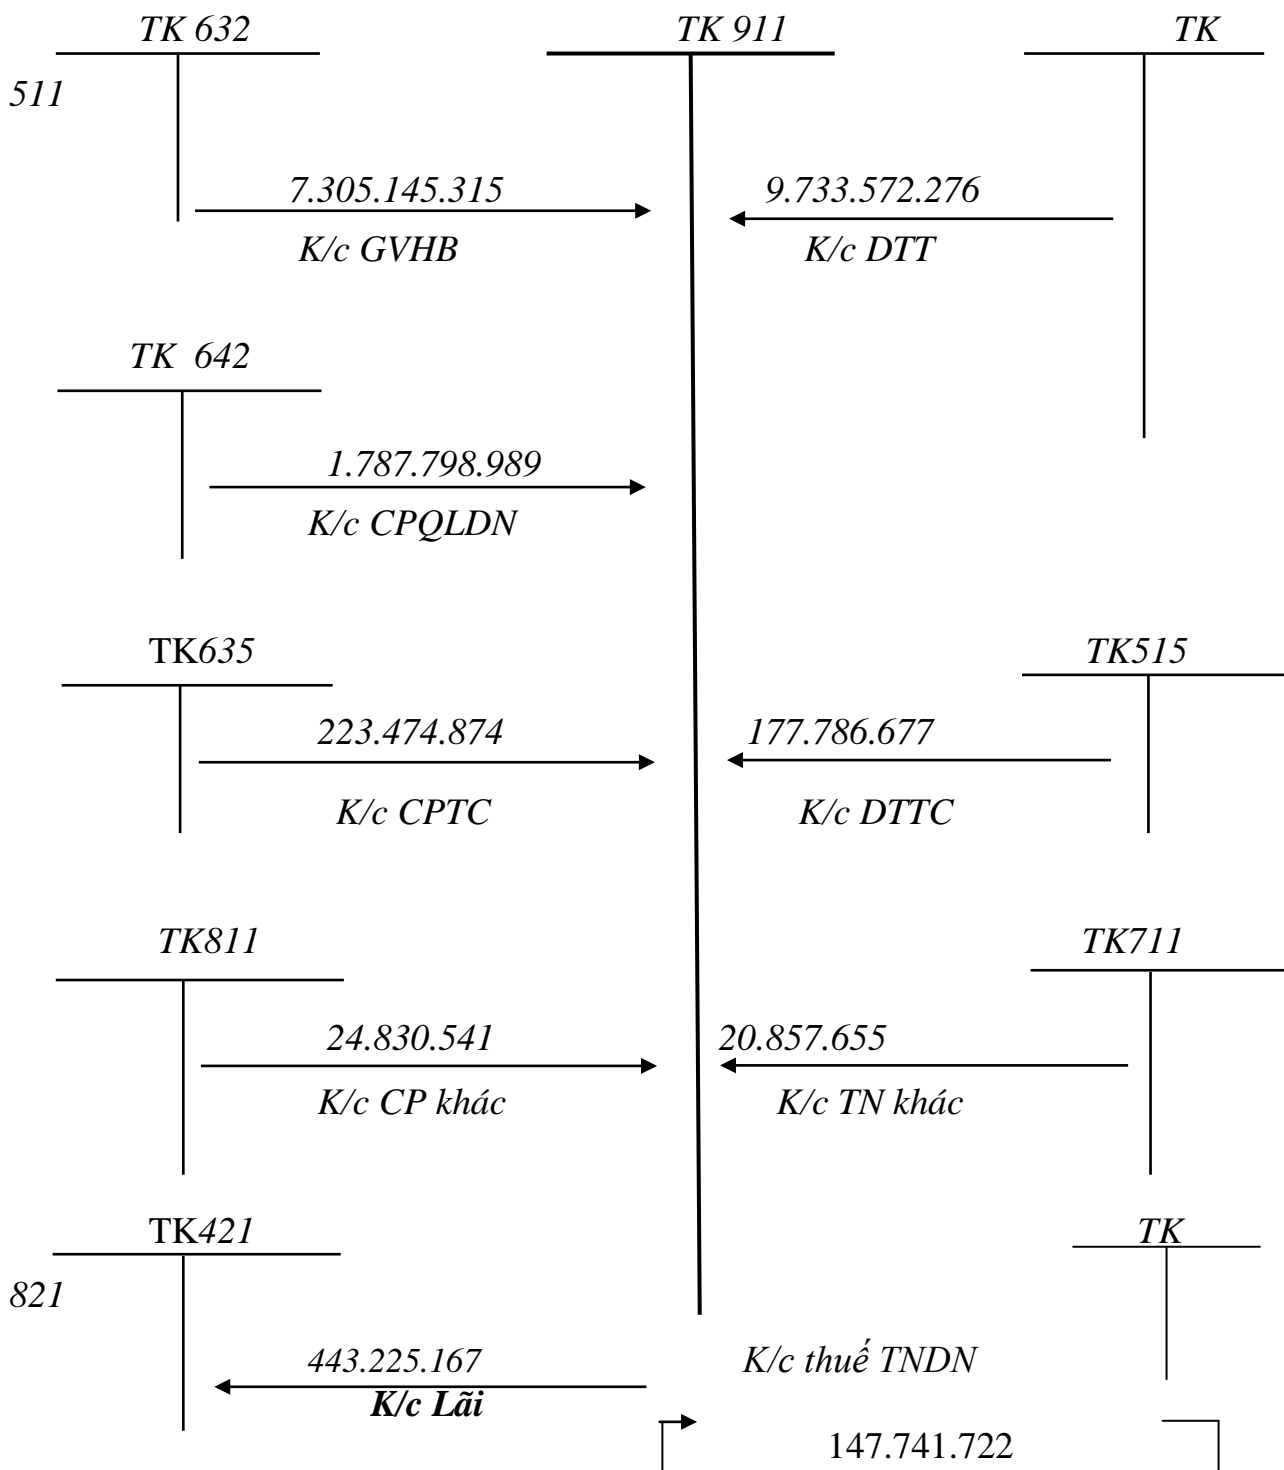 TK 632 TK 911 TK
511
7.305.145.315 9.733.572.276
K/c GVHB K/c DTT
TK 642
1.787.798.989
K/c CPQLDN
TK635 TK515
223.474.874 177.786.677
K/c CPTC K/c DTTC
TK811 TK711
24.830.541 20.857.655
K/c CP khác K/c TN khác
TK421 TK
821
443.225.167 K/c thuế TNDN
K/c Lãi
147.741.722